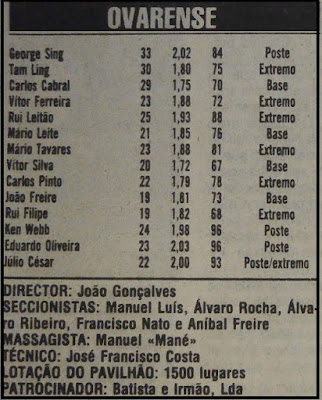 OVARENSE
George Sing 33 2,02 84 Poste
Tam Ling 30 1,80 75 Extremo
Carlos Cabral 29 1,75 70 Base
Vítor Ferreira 23 1,88 72 Extremo
Rui Leitão 25 1,93 88 Extremo
Mário Leite 21 1,85 76 Base
Mário Tavares 23 1,88 81 Extremo
Vítor Silva 20 1,72 67 Base
Carlos Pinto 22 1,79 78 Extremo
João Freire 19 1,81 73 Base
Rui Filipe 19 1,82 68 Extremo
Ken Webb 24 1,98 96 Poste
Eduardo Oliveira 23 2,03 96 Poste
Júlio César 22 2,00 93 Poste/extremo
DIRECTOR: João Gonçalves
SECCIONISTAS: Manuel Luís, Álvaro Rocha, Álva-
ro Ribeiro, Francisco Nato e Aníbal Freire
MASSAGISTA: Manuel «Mané»
TÉCNICO: José Francisco Costa
LOTAÇÃO DO PAVILHÃO: 1500 lugares
PATROCINADOR: Batista e Irmão, Lda